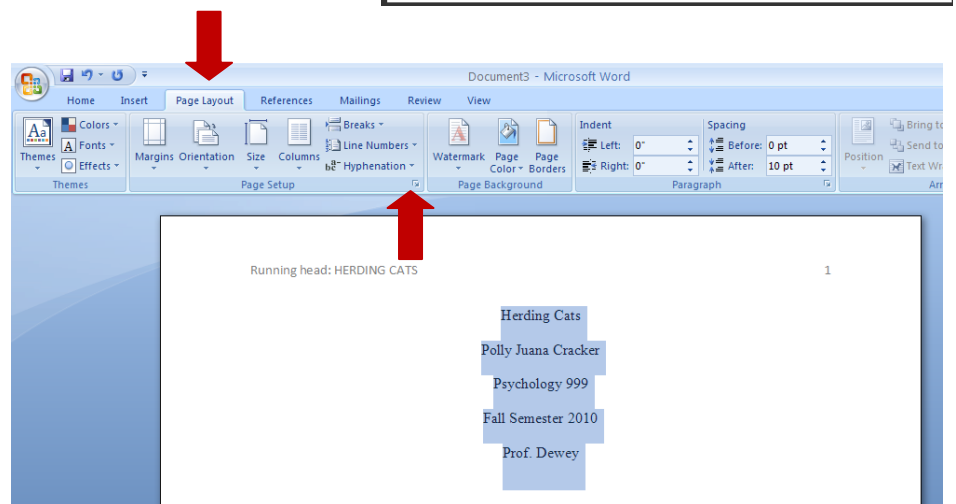 Document3 - Microsoft Word
Home Insert Page Layout References Mailings Review View
Aa Colors Breaks Indent Spacing Bring to
A Fonts Line Numbers Left: 0" Before: 0 pt Send to
Themes Effects Margins Orientation Size Columns Hyphenation Watermark Page Color Page Borders Right: 0" After: 10 pt Position Text Wr
Themes Page Setup Page Background Paragraph Arr
Running head: HERDING CATS 1
Herding Cats
Polly Juana Cracker
Psychology 999
Fall Semester 2010
Prof. Dewey